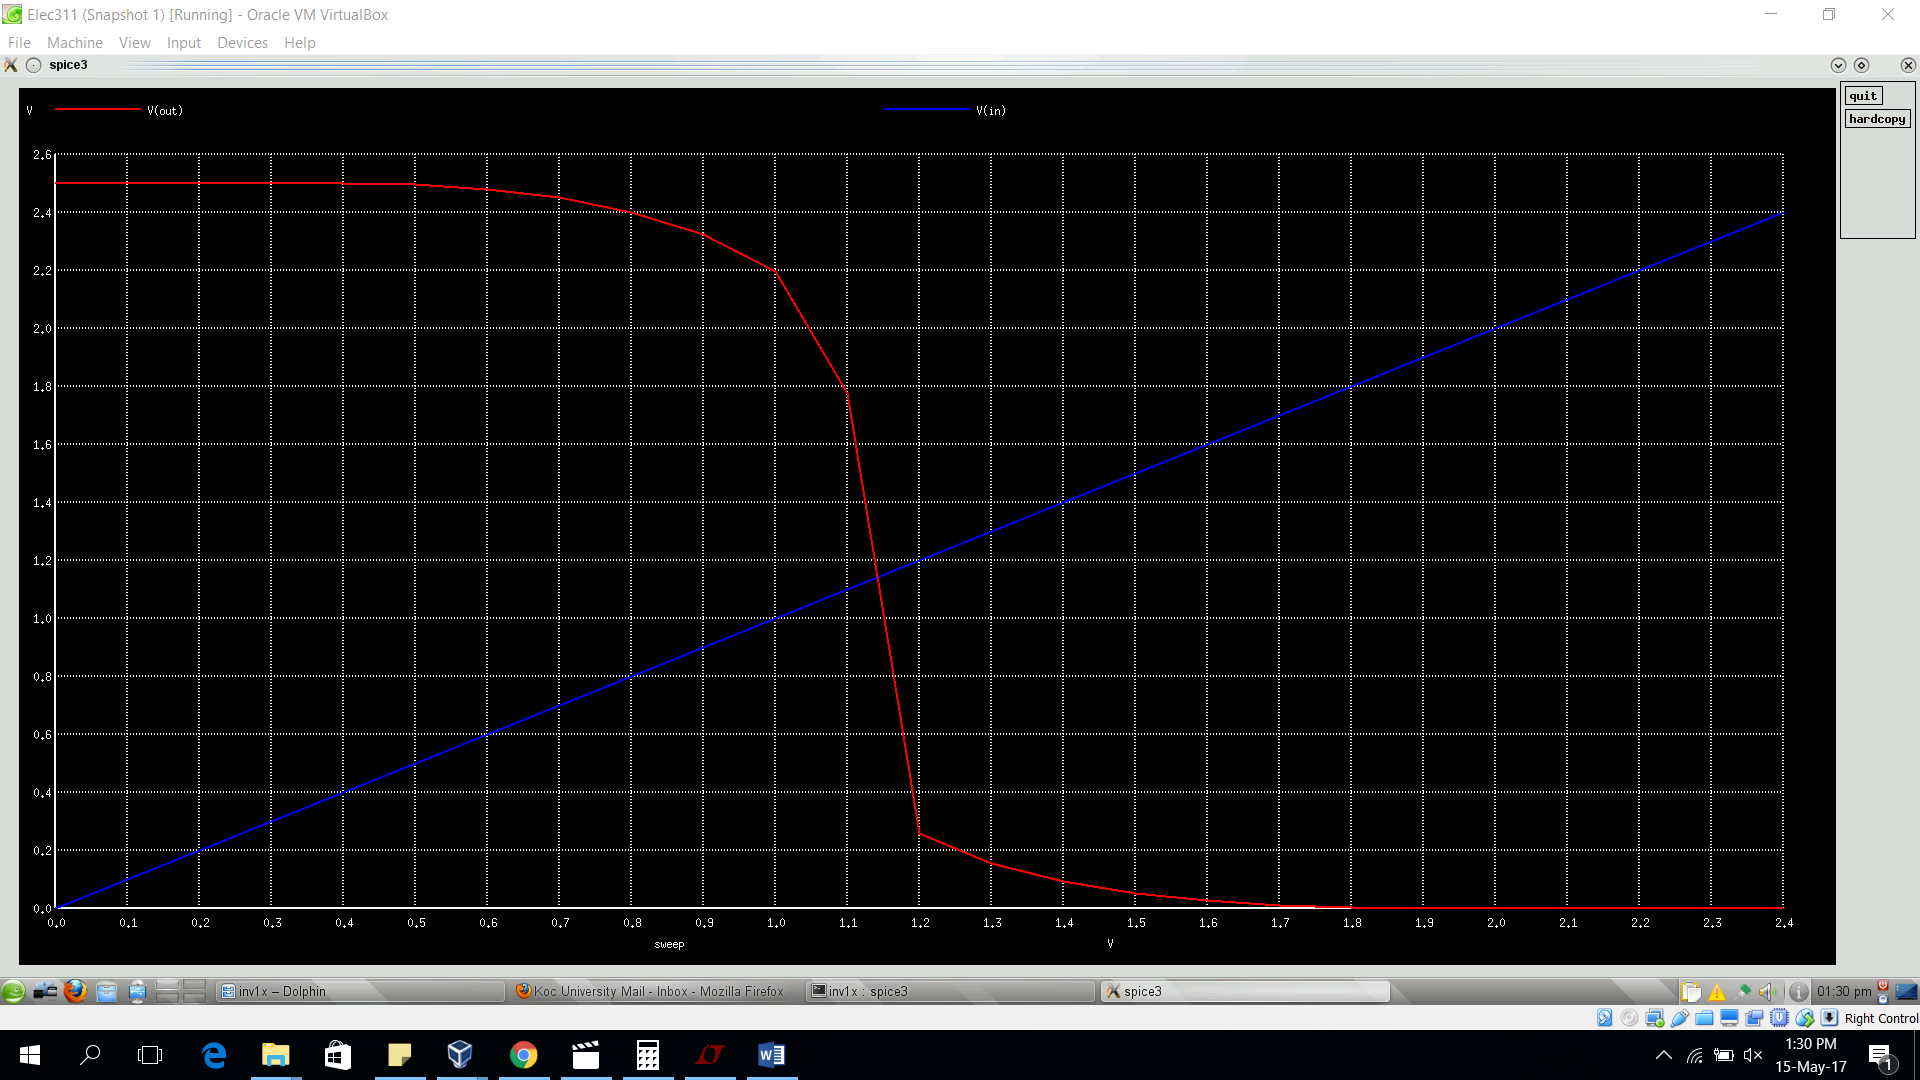 Elec311 (Snapshot 1) [Running] - Oracle VM VirtualBox
File Machine View Input Devices Help
spice3
quit
hardcopy
V V(out) V(in)
2.6
2.4
2.2
2.0
1.8
1.6
1.4
1.2
1.0
0.8
0.6
0.4
0.2
0.0
0.0 0.1 0.2 0.3 0.4 0.5 0.6 0.7 0.8 0.9 1.0 1.1 1.2 1.3 1.4 1.5 1.6 1.7 1.8 1.9 2.0 2.1 2.2 2.3 2.4
sweep V
inv1x – Dolphin Koc University Mail - Inbox - Mozilla Firefox inv1x : spice3 spice3 01:30 pm
Right Control
1:30 PM
15-May-17
1